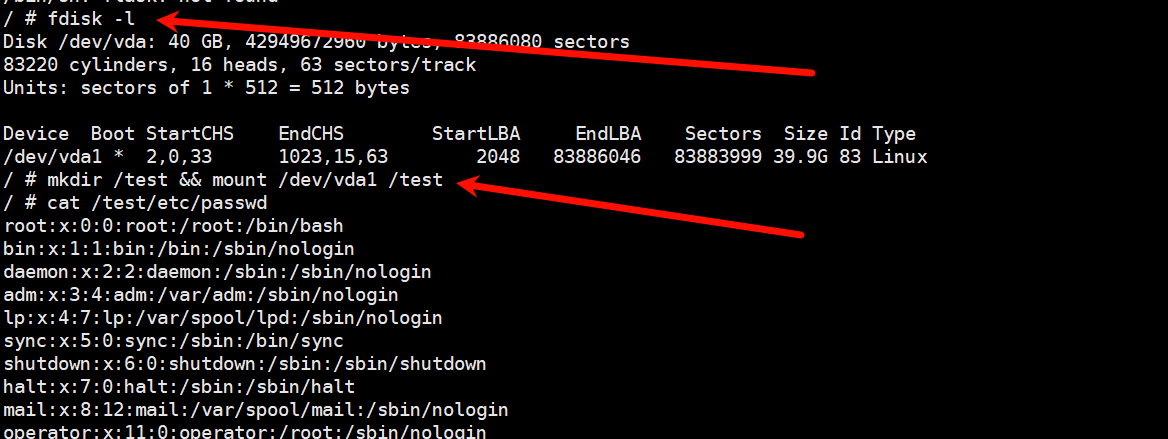 / # fdisk -l
Disk /dev/vda: 40 GB, 42949672960 bytes, 83886080 sectors
83220 cylinders, 16 heads, 63 sectors/track
Units: sectors of 1 * 512 = 512 bytes
Device  Boot StartCHS    EndCHS        StartLBA     EndLBA    Sectors  Size Id Type
/dev/vda1 *  2,0,33      1023,15,63        2048   83886046   83883999 39.9G 83 Linux
/ # mkdir /test && mount /dev/vda1 /test
/ # cat /test/etc/passwd
root:x:0:0:root:/root:/bin/bash
bin:x:1:1:bin:/bin:/sbin/nologin
daemon:x:2:2:daemon:/sbin:/sbin/nologin
adm:x:3:4:adm:/var/adm:/sbin/nologin
lp:x:4:7:lp:/var/spool/lpd:/sbin/nologin
sync:x:5:0:sync:/sbin:/bin/sync
shutdown:x:6:0:shutdown:/sbin:/sbin/shutdown
halt:x:7:0:halt:/sbin:/sbin/halt
mail:x:8:12:mail:/var/spool/mail:/sbin/nologin
operator:x:11:0:operator:/root:/sbin/nologin